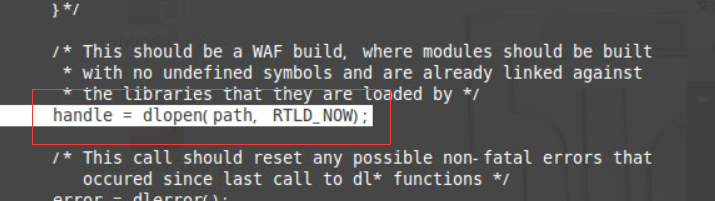 }*/
/* This should be a WAF build, where modules should be built
* with no undefined symbols and are already linked against
* the libraries that they are loaded by */
handle = dlopen(path, RTLD_NOW);
/* This call should reset any possible non-fatal errors that
occured since last call to dl* functions */
error = dlerror();